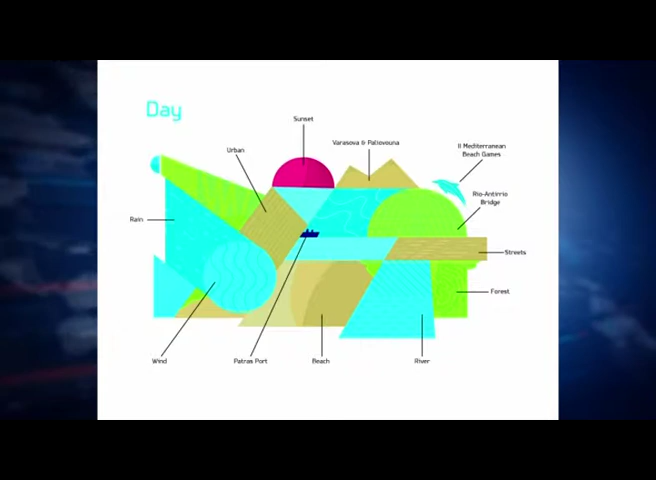 Day
Sunset
Varasova & Paliovouna
II Mediterranean
Beach Games
Urban
Rio-Antirrio
Bridge
Rain
Streets
Forest
Wind
Patras Port
Beach
River